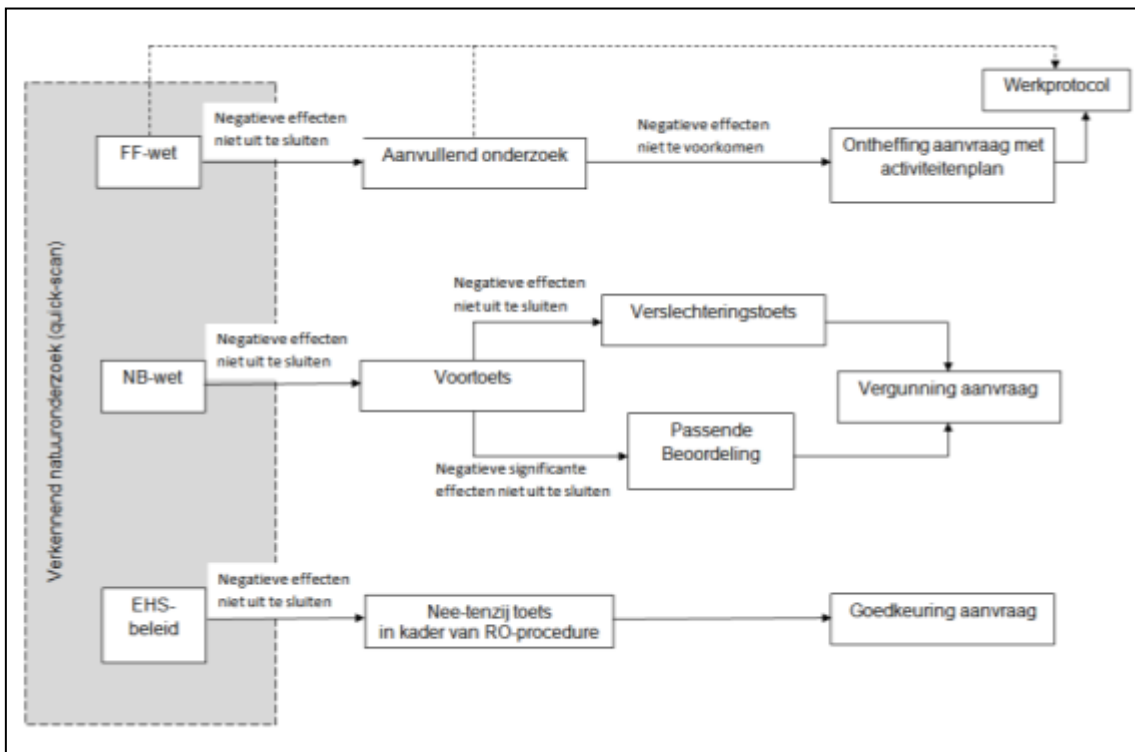 Werkprotocol
Negatieve effecten
niet uit te sluiten
FF-wet
Aanvullend onderzoek
Negatieve effecten
niet te voorkomen
Ontheffing aanvraag met
activiteitenplan
Verkennend natuuronderzoek (quick-scan)
Negatieve effecten
niet uit te sluiten
NB-wet
Voortoets
Negatieve effecten
niet uit te sluiten
Verslechteringstoets
Vergunning aanvraag
Passende
Beoordeling
Negatieve significante
effecten niet uit te sluiten
Negatieve effecten
niet uit te sluiten
EHS-
beleid
Nee-tenzij toets
in kader van RO-procedure
Goedkeuring aanvraag